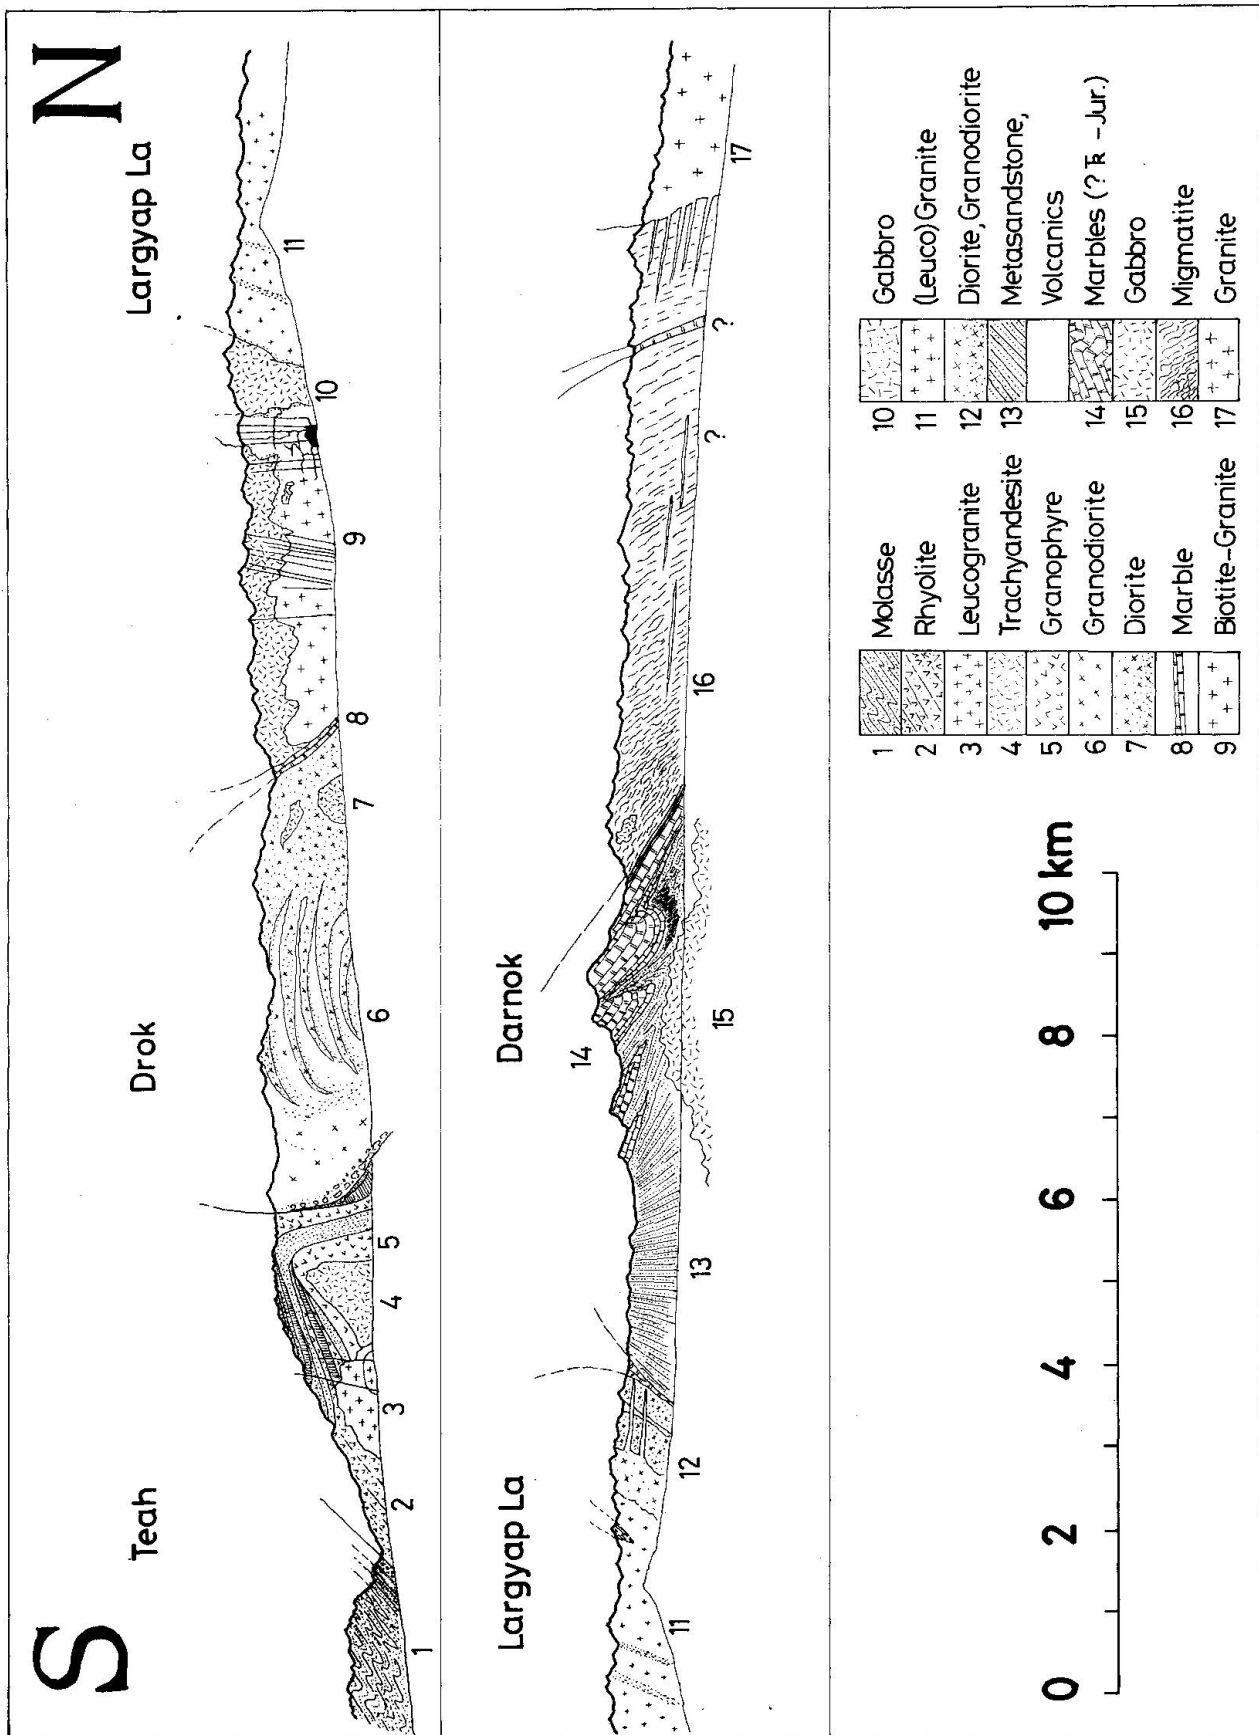 S N
Teah Drok Largyap La
1 2 3 4 5 6 7 8 9 10 11
Largyap La Darnok
11 12 13 14 15 16 ? ? 17
0 2 4 6 8 10 km
1 Molasse
2 Rhyolite
3 Leucogranite
4 Trachyandesite
5 Granophyre
6 Granodiorite
7 Diorite
8 Marble
9 Biotite-Granite
10 Gabbro
11 (Leuco) Granite
12 Diorite, Granodiorite
13 Metasandstone,
Volcanics
14 Marbles (? Ꞧ -Jur.)
15 Gabbro
16 Migmatite
17 Granite